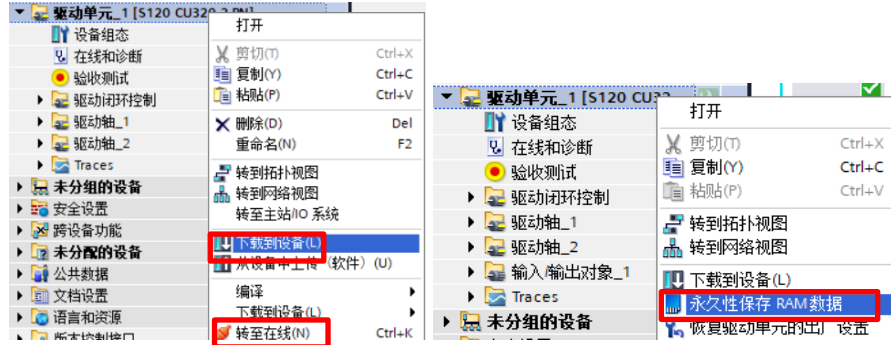 驱动单元_1 [S120 CU320-2 PN]
设备组态
在线和诊断
验收测试
驱动闭环控制
驱动轴_1
驱动轴_2
Traces
未分组的设备
安全设置
跨设备功能
未分配的设备
公共数据
文档设置
语言和资源
版本控制接口
打开
剪切(T) Ctrl+X
复制(Y) Ctrl+C
粘贴(P) Ctrl+V
删除(D) Del
重命名(N) F2
转到拓扑视图
转到网络视图
转至主站/IO 系统
下载到设备(L)
从设备中上传（软件）(U)
编译
下载到设备(L)
转至在线(N) Ctrl+K
驱动单元_1 [S120 CU32
设备组态
在线和诊断
验收测试
驱动闭环控制
驱动轴_1
驱动轴_2
输入/输出对象_1
Traces
未分组的设备
打开
剪切(T) Ctrl+X
复制(Y) Ctrl+C
粘贴(P) Ctrl+V
转到拓扑视图
转到网络视图
下载到设备(L)
永久性保存 RAM 数据
恢复驱动单元的出厂设置